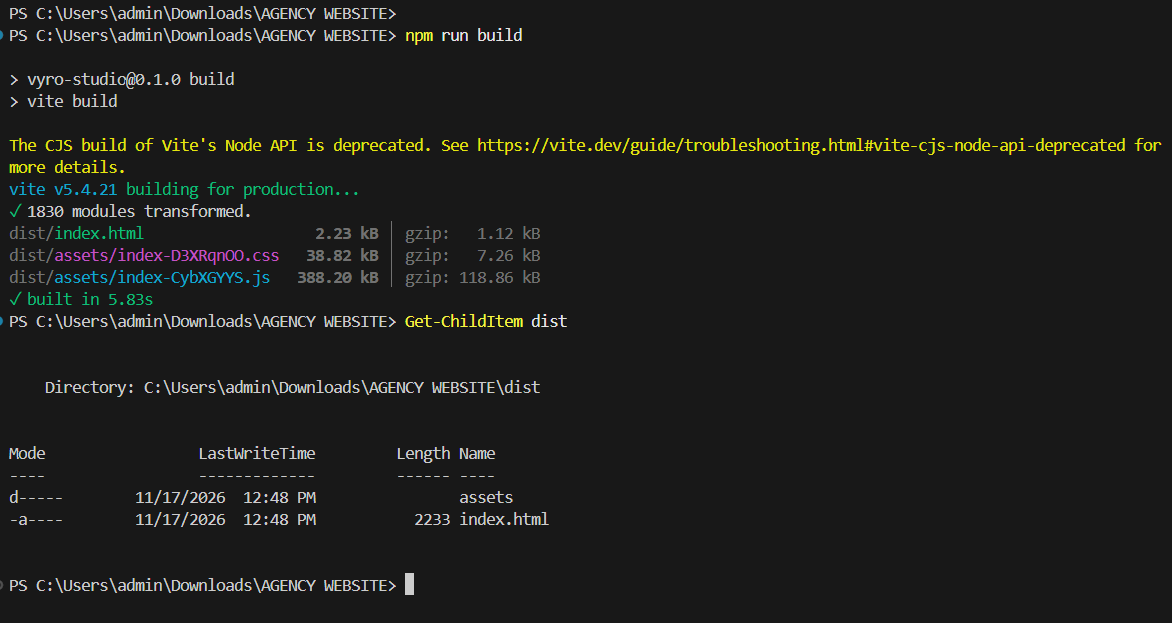 PS C:\Users\admin\Downloads\AGENCY WEBSITE>
PS C:\Users\admin\Downloads\AGENCY WEBSITE> npm run build
> vyro-studio@0.1.0 build
> vite build
The CJS build of Vite's Node API is deprecated. See https://vite.dev/guide/troubleshooting.html#vite-cjs-node-api-deprecated for
more details.
vite v5.4.21 building for production...
✓ 1830 modules transformed.
dist/index.html                   2.23 kB │ gzip:   1.12 kB
dist/assets/index-D3XRqnOO.css   38.82 kB │ gzip:   7.26 kB
dist/assets/index-CybXGYYS.js   388.20 kB │ gzip: 118.86 kB
✓ built in 5.83s
PS C:\Users\admin\Downloads\AGENCY WEBSITE> Get-ChildItem dist
    Directory: C:\Users\admin\Downloads\AGENCY WEBSITE\dist
Mode                 LastWriteTime         Length Name
----                 -------------         ------ ----
d-----        11/17/2026  12:48 PM                assets
-a----        11/17/2026  12:48 PM           2233 index.html
PS C:\Users\admin\Downloads\AGENCY WEBSITE>